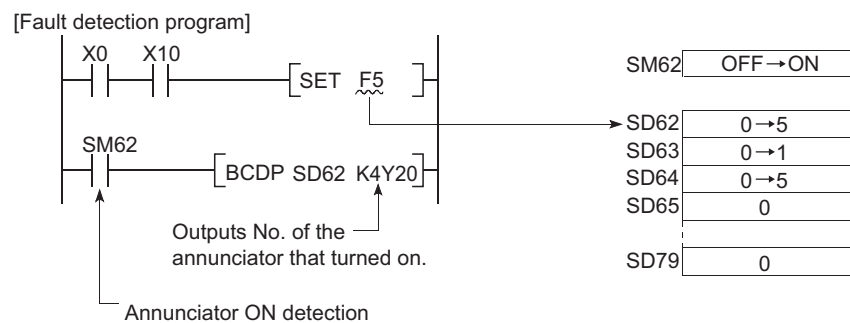 [Fault detection program]
X0 X10
SET F5
SM62
BCDP SD62 K4Y20
Outputs No. of the
annunciator that turned on.
Annunciator ON detection
SM62 OFF→ON
SD62 0→5
SD63 0→1
SD64 0→5
SD65 0
SD79 0